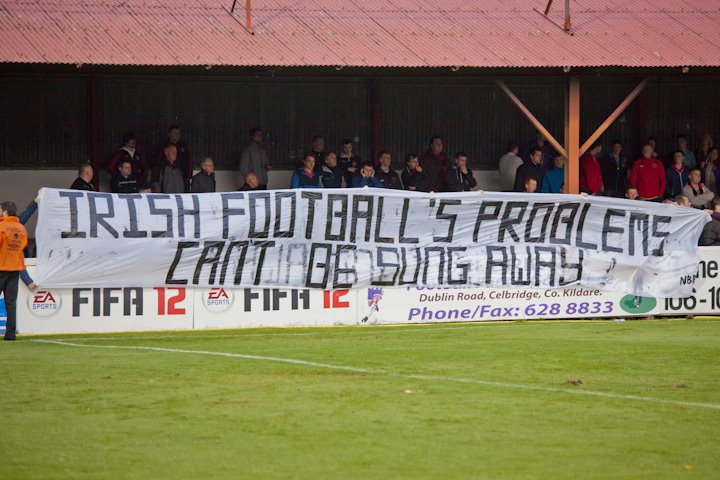 IRISH FOOTBALL'S PROBLEMS
CANT BE SUNG AWAY
EA
SPORTS
FIFA 12
EA
SPORTS
FIFA 12
Dublin Road, Celbridge, Co. Kildare.
Phone/Fax: 628 8833